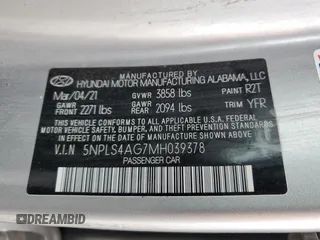 MANUFACTURED BY
HYUNDAI MOTOR MANUFACTURING ALABAMA, LLC
Mar/04/21 GVWR 3858 lbs PAINT R2T
GAWR FRONT 2271 lbs GAWR REAR 2094 lbs TRIM YFR
THIS VEHICLE CONFORMS TO ALL APPLICABLE
U.S. FEDERAL MOTOR VEHICLE SAFETY, BUMPER,
AND THEFT PREVENTION STANDARDS IN EFFECT
ON THE DATE OF MANUFACTURE SHOWN ABOVE.
V.I.N 5NPLS4AG7MH039378
PASSENGER CAR
DREAMBID